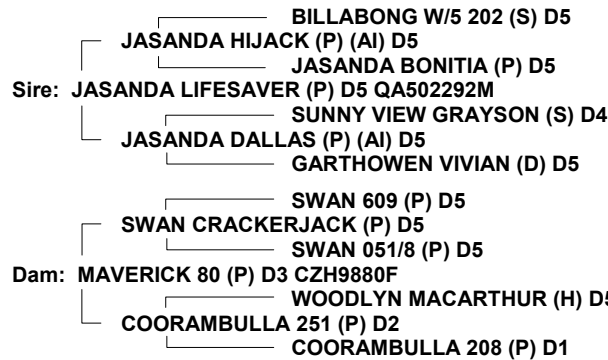 BILLABONG W/5 202 (S) D5
JASANDA HIJACK (P) (AI) D5
JASANDA BONITIA (P) D5
Sire: JASANDA LIFESAVER (P) D5 QA502292M
SUNNY VIEW GRAYSON (S) D4
JASANDA DALLAS (P) (AI) D5
GARTHOWEN VIVIAN (D) D5
SWAN 609 (P) D5
SWAN CRACKERJACK (P) D5
SWAN 051/8 (P) D5
Dam: MAVERICK 80 (P) D3 CZH9880F
WOODLYN MACARTHUR (H) D5
COORAMBULLA 251 (P) D2
COORAMBULLA 208 (P) D1